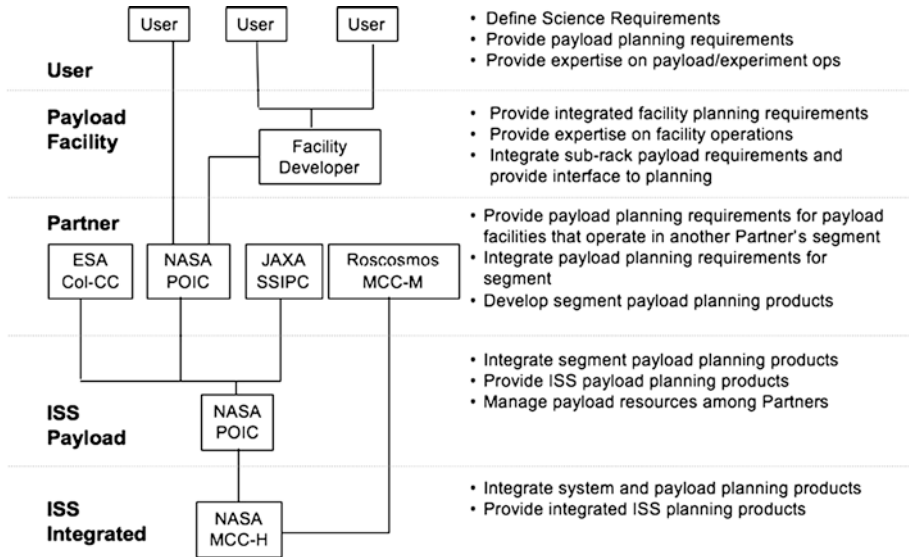 User
User
User
User
• Define Science Requirements
• Provide payload planning requirements
• Provide expertise on payload/experiment ops
Payload
Facility
Facility
Developer
• Provide integrated facility planning requirements
• Provide expertise on facility operations
• Integrate sub-rack payload requirements and
provide interface to planning
Partner
ESA
Col-CC
NASA
POIC
JAXA
SSIPC
Roscosmos
MCC-M
• Provide payload planning requirements for payload
facilities that operate in another Partner's segment
• Integrate payload planning requirements for
segment
• Develop segment payload planning products
ISS
Payload
NASA
POIC
• Integrate segment payload planning products
• Provide ISS payload planning products
• Manage payload resources among Partners
ISS
Integrated
NASA
MCC-H
• Integrate system and payload planning products
• Provide integrated ISS planning products